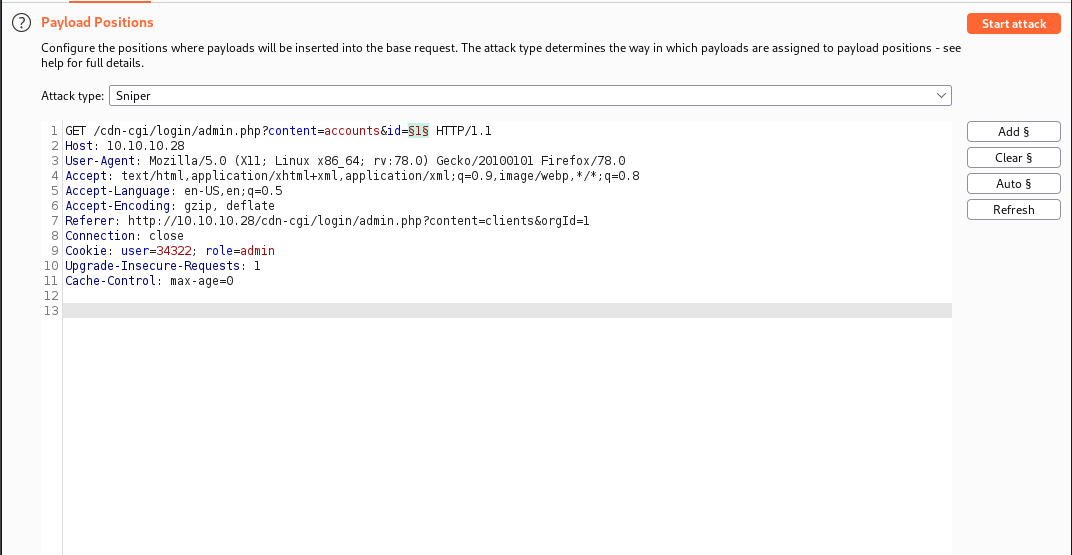 ? Payload Positions
Start attack
Configure the positions where payloads will be inserted into the base request. The attack type determines the way in which payloads are assigned to payload positions - see
help for full details.
Attack type: Sniper
1 GET /cdn-cgi/login/admin.php?content=accounts&id=§1§ HTTP/1.1
2 Host: 10.10.10.28
3 User-Agent: Mozilla/5.0 (X11; Linux x86_64; rv:78.0) Gecko/20100101 Firefox/78.0
4 Accept: text/html,application/xhtml+xml,application/xml;q=0.9,image/webp,*/*;q=0.8
5 Accept-Language: en-US,en;q=0.5
6 Accept-Encoding: gzip, deflate
7 Referer: http://10.10.10.28/cdn-cgi/login/admin.php?content=clients&orgId=1
8 Connection: close
9 Cookie: user=34322; role=admin
10 Upgrade-Insecure-Requests: 1
11 Cache-Control: max-age=0
12
13
Add §
Clear §
Auto §
Refresh